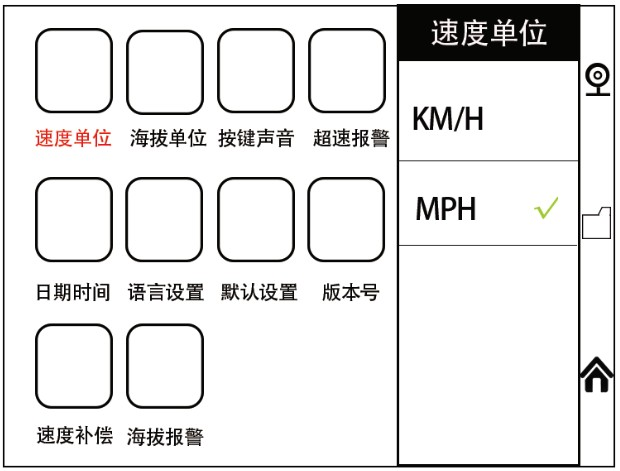 速度单位 海拔单位 按键声音 超速报警
日期时间 语言设置 默认设置 版本号
速度补偿 海拔报警
速度单位
KM/H
MPH